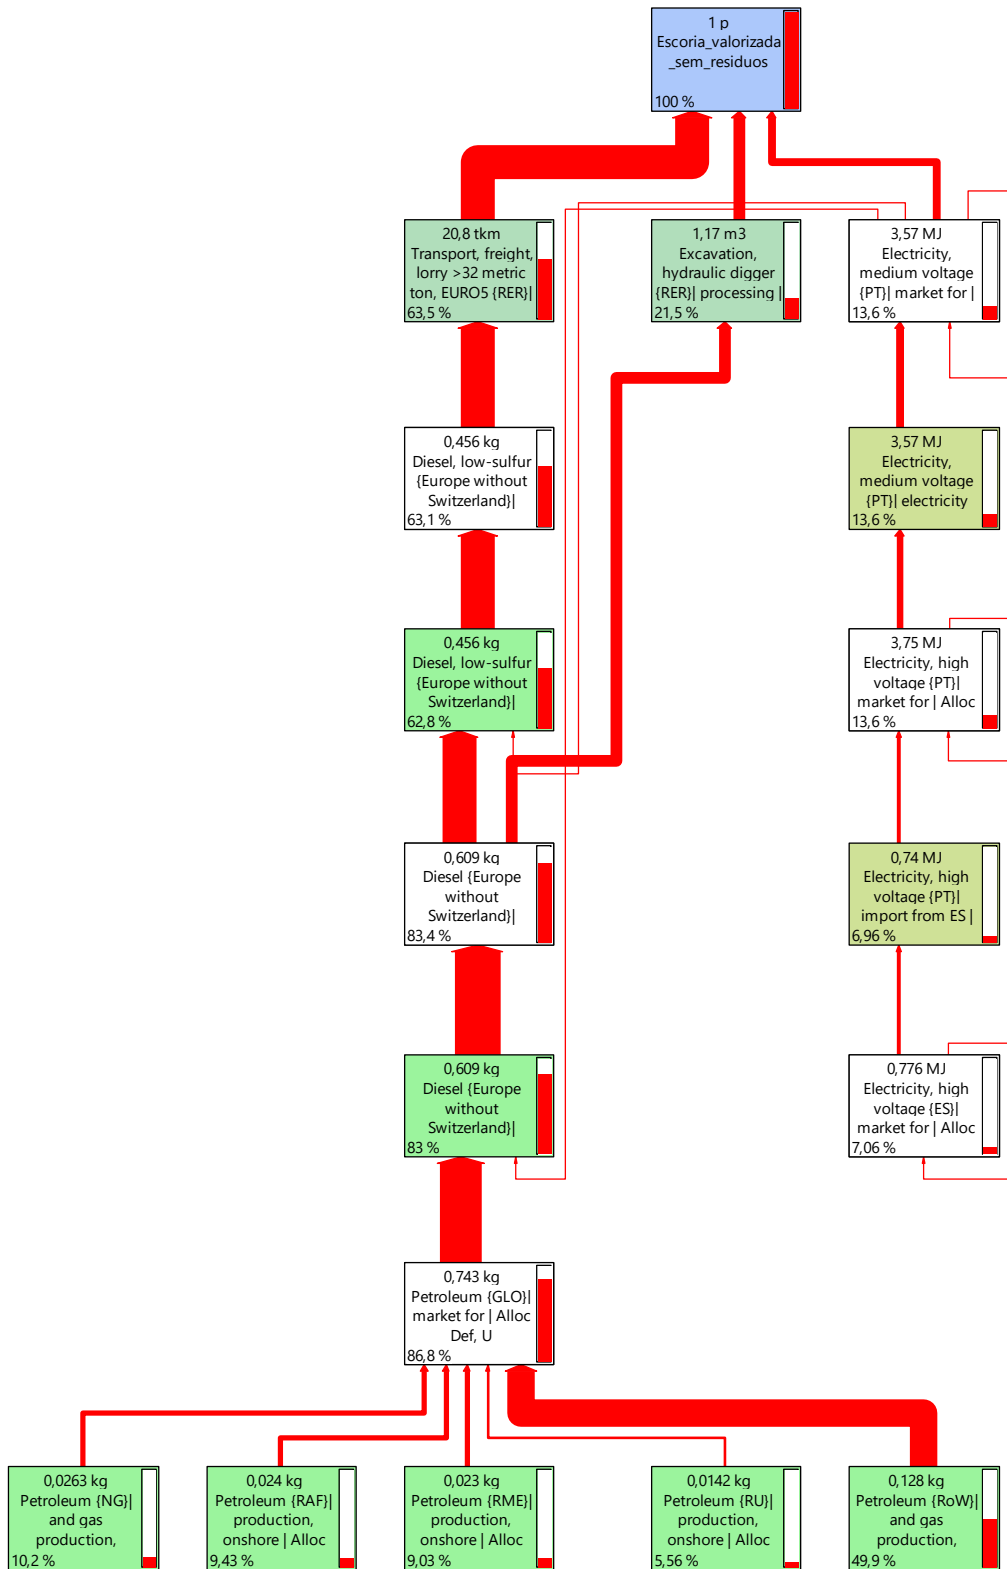 1 p
Escoria_valorizada
_sem_residuos
100 %
20,8 tkm
Transport, freight,
lorry >32 metric
ton, EURO5 {RER}|
63,5 %
1,17 m3
Excavation,
hydraulic digger
{RER}| processing |
21,5 %
3,57 MJ
Electricity,
medium voltage
{PT}| market for |
13,6 %
0,456 kg
Diesel, low-sulfur
{Europe without
Switzerland}|
63,1 %
3,57 MJ
Electricity,
medium voltage
{PT}| electricity
13,6 %
0,456 kg
Diesel, low-sulfur
{Europe without
Switzerland}|
62,8 %
3,75 MJ
Electricity, high
voltage {PT}|
market for | Alloc
13,6 %
0,609 kg
Diesel {Europe
without
Switzerland}|
83,4 %
0,74 MJ
Electricity, high
voltage {PT}|
import from ES |
6,96 %
0,609 kg
Diesel {Europe
without
Switzerland}|
83 %
0,776 MJ
Electricity, high
voltage {ES}|
market for | Alloc
7,06 %
0,743 kg
Petroleum {GLO}|
market for | Alloc
Def, U
86,8 %
0,0263 kg
Petroleum {NG}|
and gas
production,
10,2 %
0,024 kg
Petroleum {RAF}|
production,
onshore | Alloc
9,43 %
0,023 kg
Petroleum {RME}|
production,
onshore | Alloc
9,03 %
0,0142 kg
Petroleum {RU}|
production,
onshore | Alloc
5,56 %
0,128 kg
Petroleum {RoW}|
and gas
production,
49,9 %